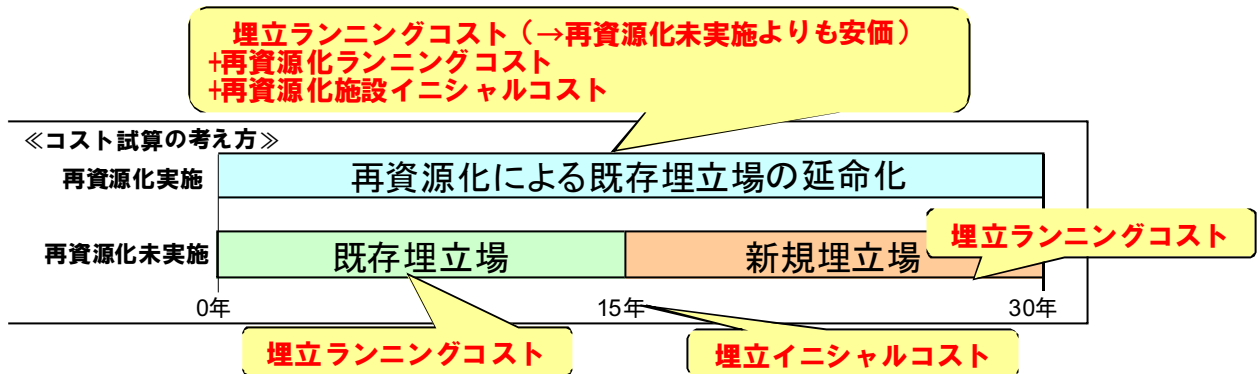 埋立ランニングコスト（→再資源化未実施よりも安価）
+再資源化ランニングコスト
+再資源化施設イニシャルコスト
≪コスト試算の考え方≫
再資源化実施
再資源化による既存埋立場の延命化
再資源化未実施
既存埋立場
新規埋立場
埋立ランニングコスト
0年
15年
30年
埋立ランニングコスト
埋立イニシャルコスト